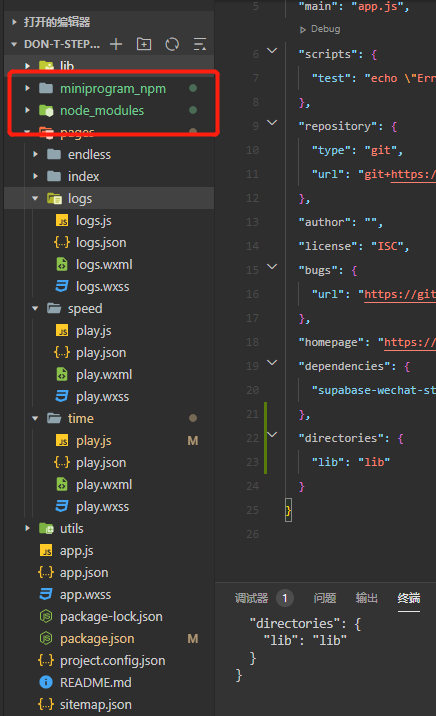 打开的编辑器
DON-T-STEP...
lib
miniprogram_npm
node_modules
pages
endless
index
logs
logs.js
logs.json
logs.wxml
logs.wxss
speed
play.js
play.json
play.wxml
play.wxss
time
play.js M
play.json
play.wxml
play.wxss
utils
app.js
app.json
app.wxss
package-lock.json
package.json M
project.config.json
README.md
sitemap.json
5 "main": "app.js",
Debug
6 "scripts": {
7 "test": "echo \"Err
8 },
9 "repository": {
10 "type": "git",
11 "url": "git+https:/
12 },
13 "author": "",
14 "license": "ISC",
15 "bugs": {
16 "url": "https://git
17 },
18 "homepage": "https:/
19 "dependencies": {
20 "supabase-wechat-st
21 },
22 "directories": {
23 "lib": "lib"
24 }
25 }
26
调试器 1 问题 输出 终端
"directories": {
"lib": "lib"
}
}